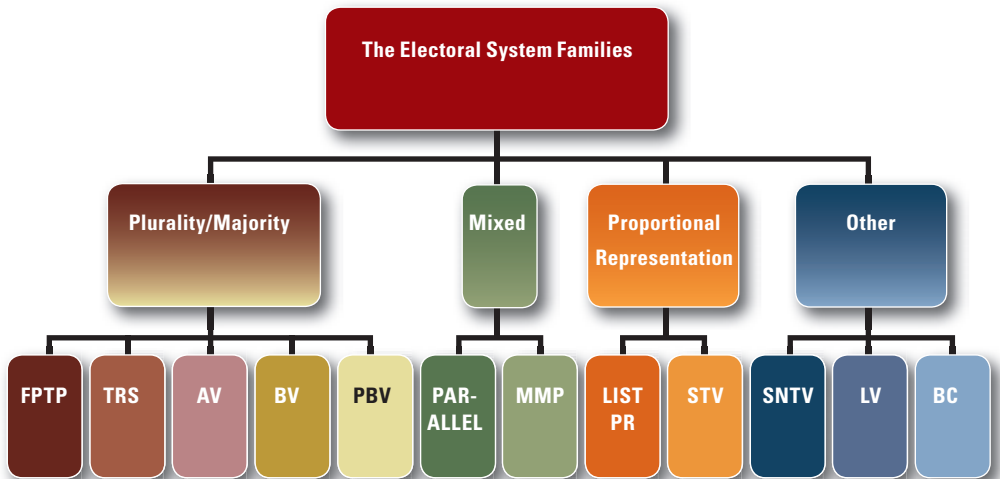 The Electoral System Families
Plurality/Majority
Mixed
Proportional
Representation
Other
FPTP
TRS
AV
BV
PBV
PAR-
ALLEL
MMP
LIST
PR
STV
SNTV
LV
BC